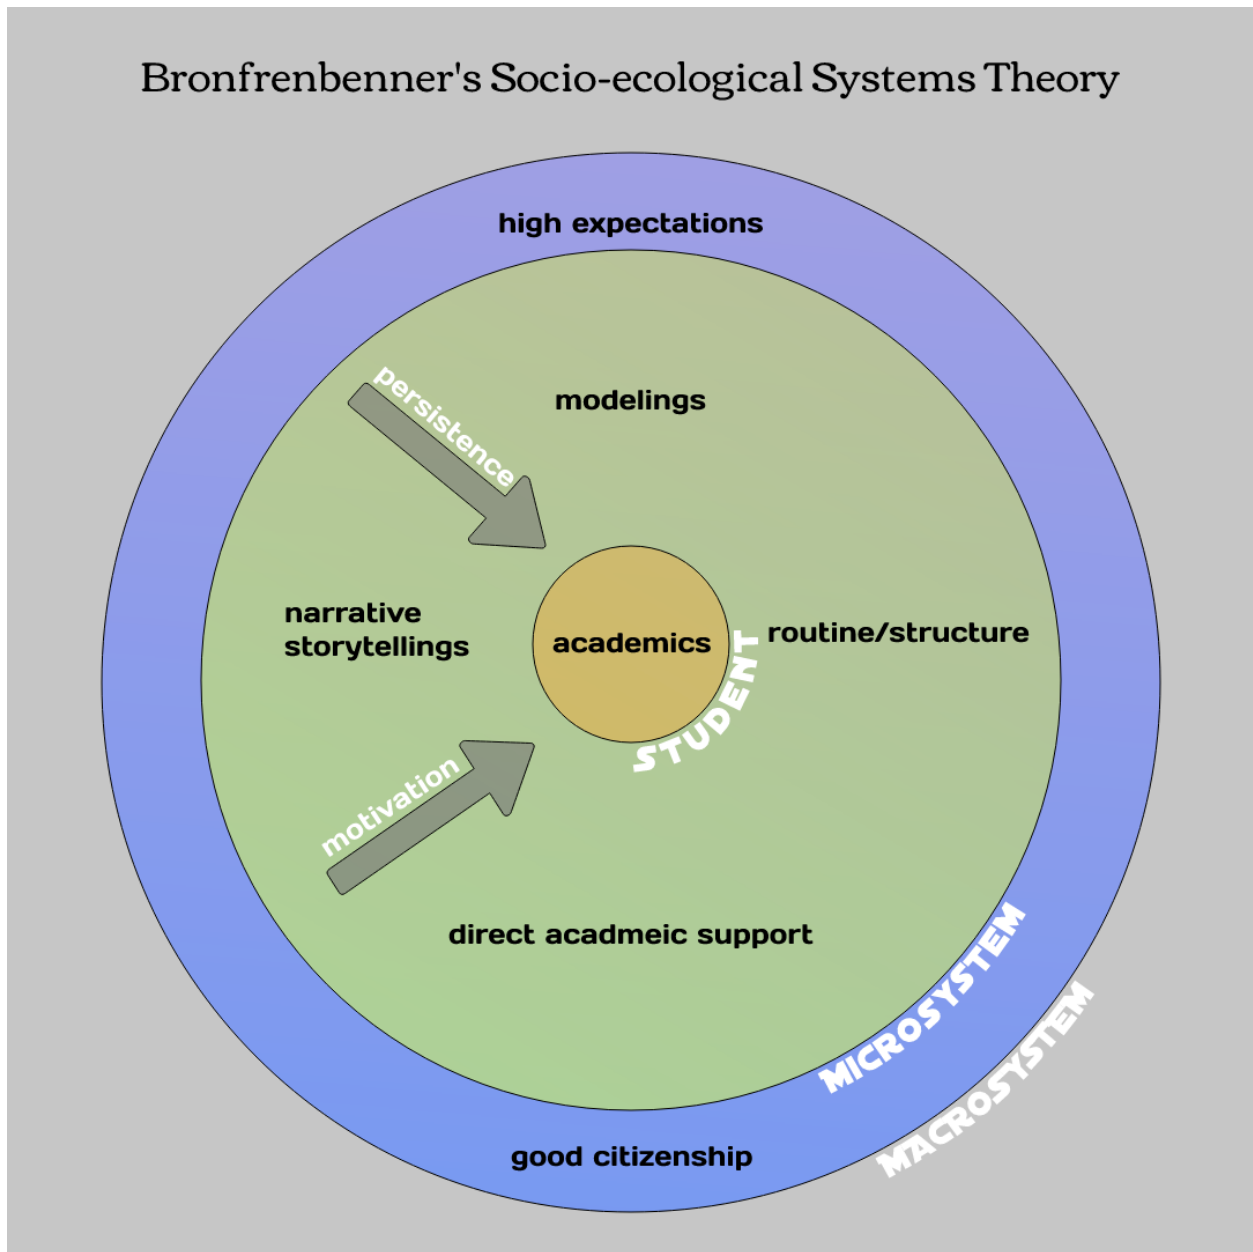 Bronfrenbenner's Socio-ecological Systems Theory
high expectations
persistence
modelings
narrative
storytellings
academics
routine/structure
STUDENT
motivation
direct acadmeic support
MICROSYSTEM
MACROSYSTEM
good citizenship